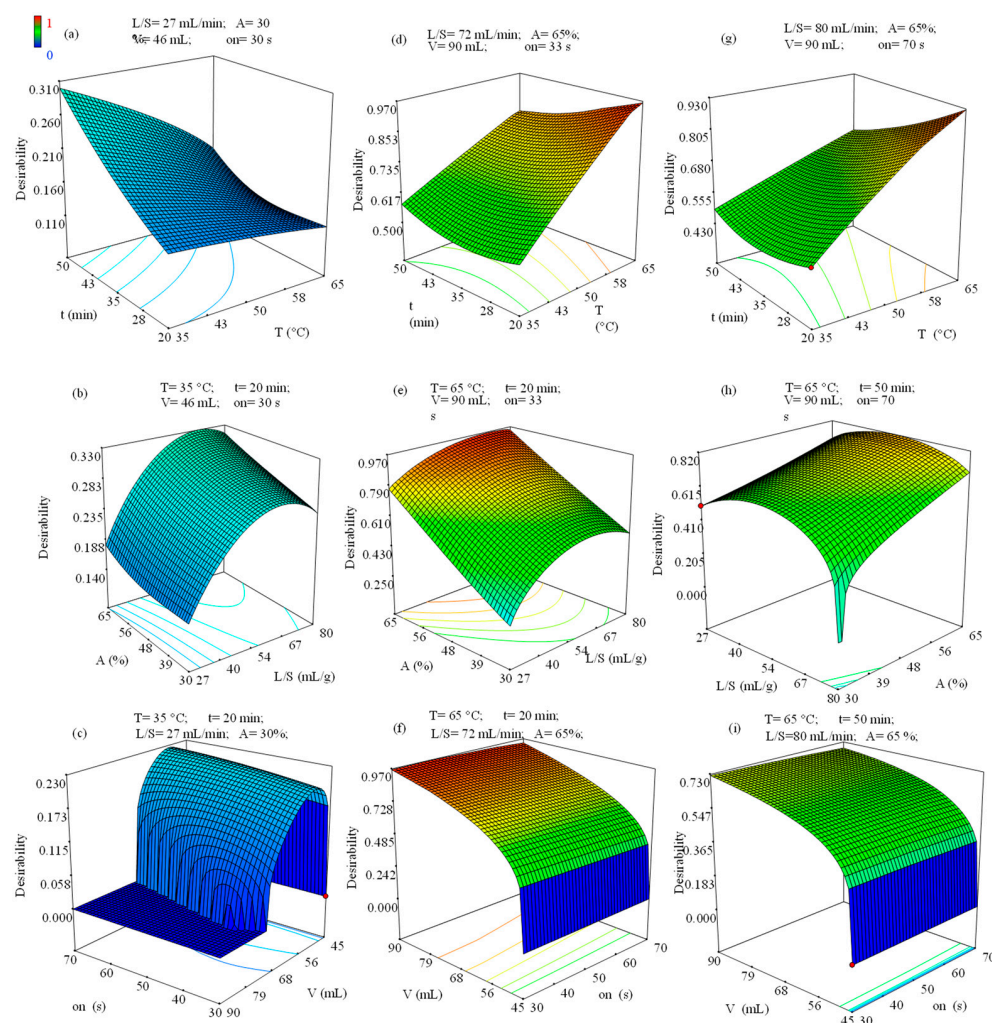 1
0
(a)
L/S= 27 mL/min; A= 30
%= 46 mL; on= 30 s
Desirability
0.310
0.260
0.210
0.160
0.110
50
43
35
28
20
t (min)
35
43
50
58
65
T (°C)
(d)
L/S= 72 mL/min; A= 65%;
V= 90 mL; on= 33 s
Desirability
0.970
0.853
0.735
0.617
0.500
50
43
35
28
20
t
(min)
35
43
50
58
65
T
(°C)
(g)
L/S= 80 mL/min; A= 65%;
V= 90 mL; on= 70 s
Desirability
0.930
0.805
0.680
0.555
0.430
50
43
35
28
20
t (min)
35
43
50
58
65
T (°C)
(b)
T= 35 °C; t= 20 min;
V= 46 mL; on= 30 s
Desirability
0.330
0.283
0.235
0.188
0.140
65
56
48
39
30
A (%)
27
40
54
67
80
L/S (mL/g)
(e)
T= 65 °C; t= 20 min;
V= 90 mL; on= 33
s
Desirability
0.970
0.790
0.610
0.430
0.250
65
56
48
39
30
A (%)
27
40
54
67
80
L/S (mL/g)
(h)
T= 65 °C; t= 50 min;
V= 90 mL; on= 70
s
Desirability
0.820
0.615
0.410
0.205
0.000
27
40
54
67
80
L/S (mL/g)
30
39
48
56
65
A (%)
(c)
T= 35 °C; t= 20 min;
L/S= 27 mL/min; A= 30%;
Desirability
0.230
0.173
0.115
0.058
0.000
70
60
50
40
30
on (s)
90
79
68
56
45
V (mL)
(f)
T= 65 °C; t= 20 min;
L/S= 72 mL/min; A= 65%;
Desirability
0.970
0.728
0.485
0.242
0.000
90
79
68
56
45
V (mL)
30
40
50
60
70
on (s)
(i)
T= 65 °C; t= 50 min;
L/S=80 mL/min; A= 65 %;
Desirability
0.730
0.547
0.365
0.183
0.000
90
79
68
56
45
V (mL)
30
40
50
60
70
on (s)